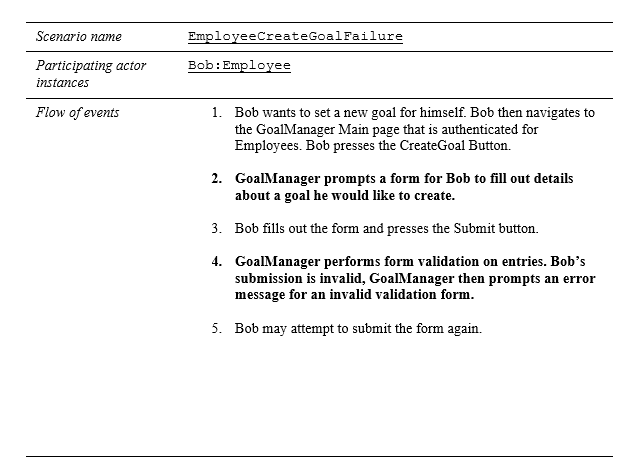 Scenario name EmployeeCreateGoalFailure
Participating actor Bob:Employee
instances
Flow of events 1. Bob wants to set a new goal for himself. Bob then navigates to
the GoalManager Main page that is authenticated for
Employees. Bob presses the CreateGoal Button.
2. GoalManager prompts a form for Bob to fill out details
about a goal he would like to create.
3. Bob fills out the form and presses the Submit button.
4. GoalManager performs form validation on entries. Bob’s
submission is invalid, GoalManager then prompts an error
message for an invalid validation form.
5. Bob may attempt to submit the form again.